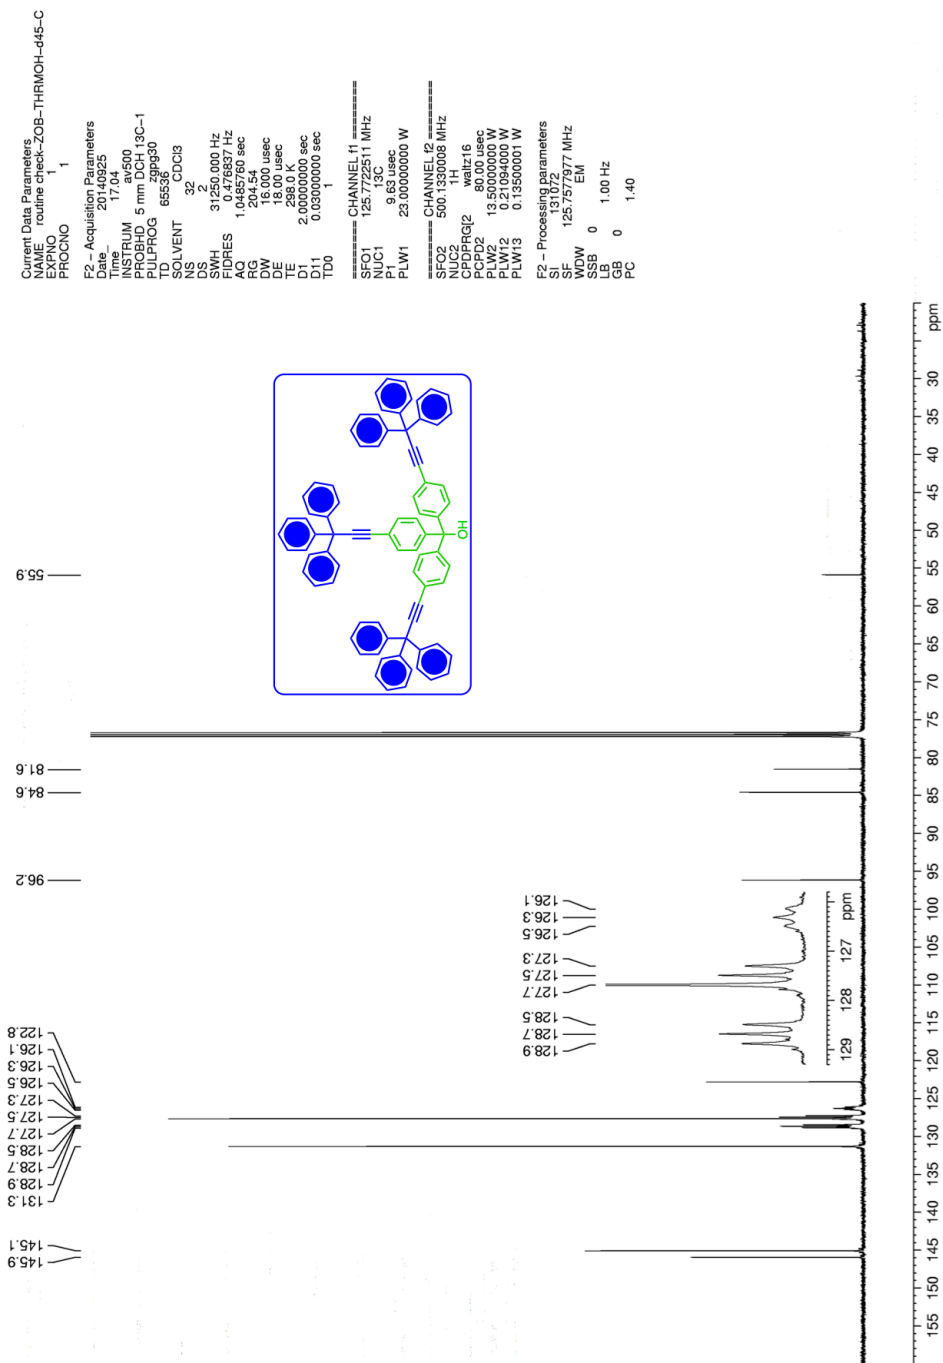 Current Data Parameters
NAME routine check-ZOB-THRMOH-d45-C
EXPNO 1
PROCNO 1
F2 - Acquisition Parameters
Date_ 20140925
Time 17.04
INSTRUM av500
PROBHD 5 mm DCH 13C-1
PULPROG zgpg30
TD 65536
SOLVENT CDCl3
NS 32
DS 2
SWH 31250.000 Hz
FIDRES 0.476837 Hz
AQ 1.0485760 sec
RG 204.54
DW 16.000 usec
DE 18.00 usec
TE 298.0 K
D1 2.00000000 sec
D11 0.03000000 sec
TD0 1
======== CHANNEL f1 ========
SFO1 125.7722511 MHz
NUC1 13C
P1 9.63 usec
PLW1 23.00000000 W
======== CHANNEL f2 ========
SFO2 500.1330008 MHz
NUC2 1H
CPDPRG[2 waltz16
PCPD2 80.00 usec
PLW2 13.50000000 W
PLW12 0.21094000 W
PLW13 0.13500001 W
F2 - Processing parameters
SI 131072
SF 125.7577977 MHz
WDW EM
SSB 0
LB 1.00 Hz
GB 0
PC 1.40
145.9
145.1
131.3
128.9
128.7
128.5
127.7
127.5
127.3
126.5
126.3
126.1
122.8
96.2
84.6
81.6
55.9
OH
128.9
128.7
128.5
127.7
127.5
127.3
126.5
126.3
126.1
129 128 127 ppm
155 150 145 140 135 130 125 120 115 110 105 100 95 90 85 80 75 70 65 60 55 50 45 40 35 30 ppm